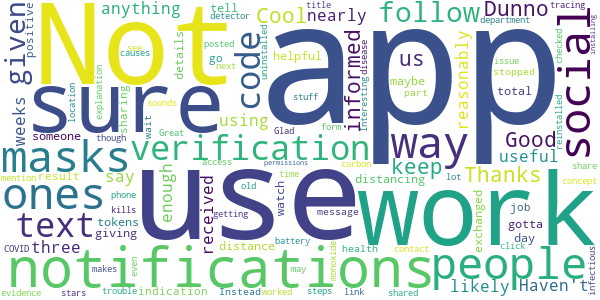 given
Not
app
anything
Cool
nearly
follow
Dunno
tell
title
department
tracing
installing
positive
detector
causes
see
uninstalled
posted
next
code
helpful
us
informed
reasonably
social
details
go
maybe
part
interesting
disease
issue
stopped
checked
reinstalled
sure
location
explanation
sharing
stuff
using
way
total
weeks
someone
though
wait
sounds
Great
Glad
form
Good
useful
masks
verification
keep
Thanks
share
mention
result
say
enough
access
carbon
distancing
permissions
concept
ones
phone
kills
tokens
giving
use
time
old
lot
work
exchanged
job
gotta
day
click
text
three
getting
received
watch
message
distance
battery
health
monoxide
contact
infectious
COVID
makes
even
may
notifications
people
likely
Haven't
evidence
stars
trouble
indication
Instead
worked
steps
link
shared